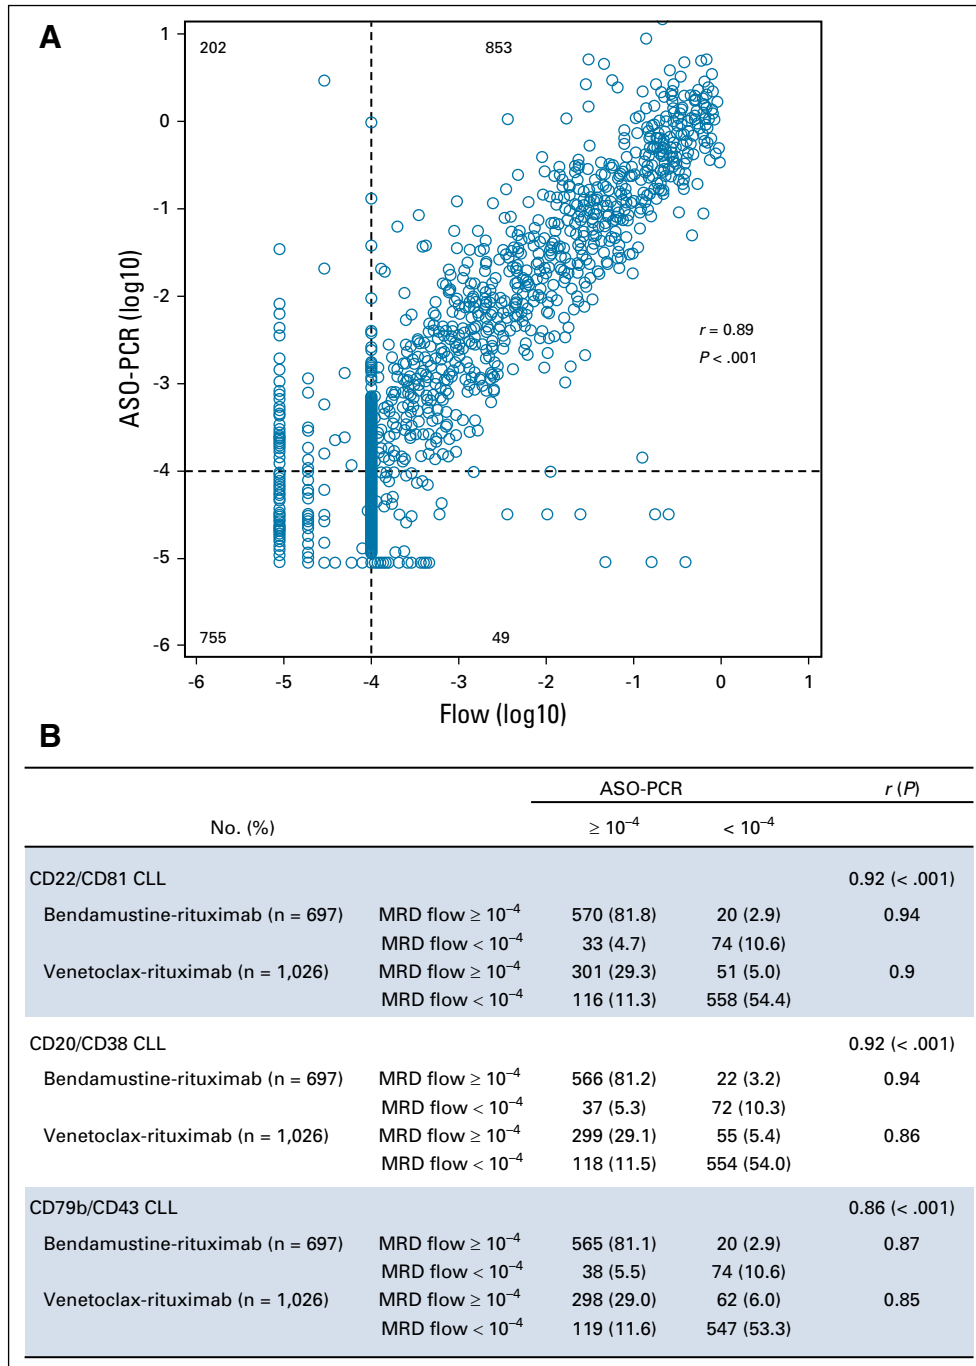 A
202
853
1
0
-1
-2
-3
-4
-5
-6
ASO-PCR (log10)
r = 0.89
P < .001
755
49
-6 -5 -4 -3 -2 -1 0 1
Flow (log10)
B
ASO-PCR r (P)
No. (%) ≥ 10⁻⁴ < 10⁻⁴
CD22/CD81 CLL 0.92 (< .001)
Bendamustine-rituximab (n = 697) MRD flow ≥ 10⁻⁴ 570 (81.8) 20 (2.9) 0.94
MRD flow < 10⁻⁴ 33 (4.7) 74 (10.6)
Venetoclax-rituximab (n = 1,026) MRD flow ≥ 10⁻⁴ 301 (29.3) 51 (5.0) 0.9
MRD flow < 10⁻⁴ 116 (11.3) 558 (54.4)
CD20/CD38 CLL 0.92 (< .001)
Bendamustine-rituximab (n = 697) MRD flow ≥ 10⁻⁴ 566 (81.2) 22 (3.2) 0.94
MRD flow < 10⁻⁴ 37 (5.3) 72 (10.3)
Venetoclax-rituximab (n = 1,026) MRD flow ≥ 10⁻⁴ 299 (29.1) 55 (5.4) 0.86
MRD flow < 10⁻⁴ 118 (11.5) 554 (54.0)
CD79b/CD43 CLL 0.86 (< .001)
Bendamustine-rituximab (n = 697) MRD flow ≥ 10⁻⁴ 565 (81.1) 20 (2.9) 0.87
MRD flow < 10⁻⁴ 38 (5.5) 74 (10.6)
Venetoclax-rituximab (n = 1,026) MRD flow ≥ 10⁻⁴ 298 (29.0) 62 (6.0) 0.85
MRD flow < 10⁻⁴ 119 (11.6) 547 (53.3)